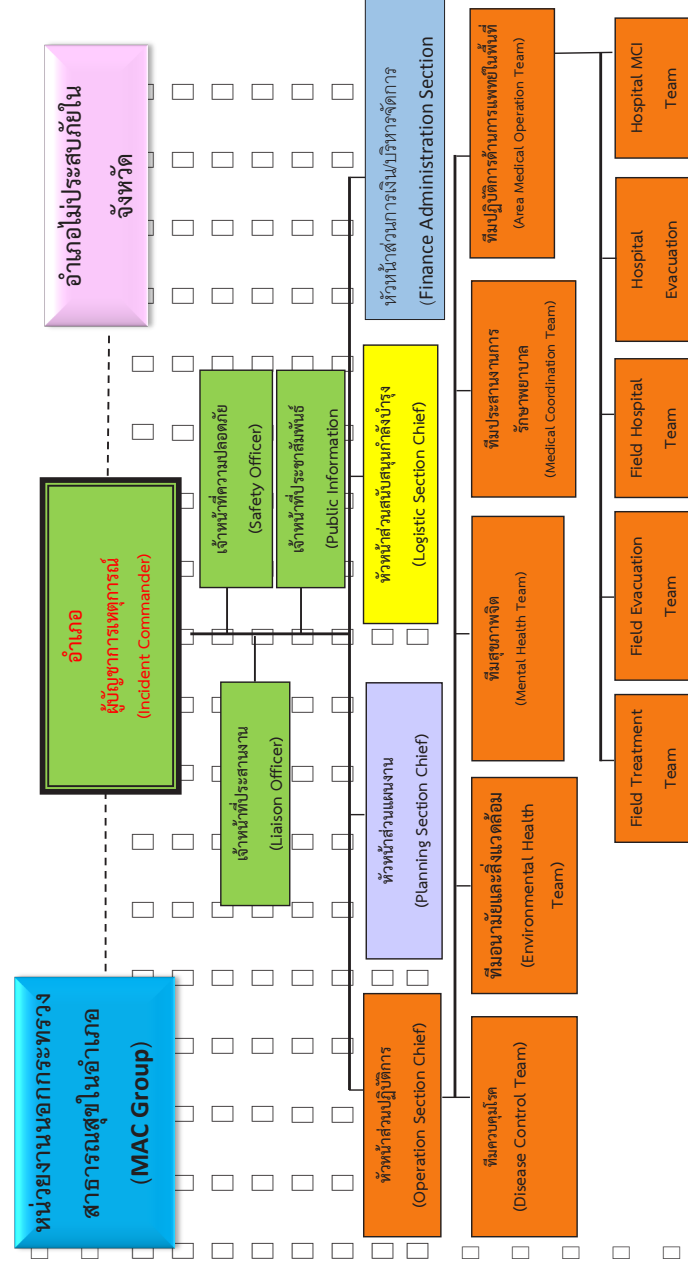 หน่วยงานนอกกระทรวง
สาธารณสุขในอำเภอ
(MAC Group)
อำเภอ
ผู้บัญชาการเหตุการณ์
(Incident Commander)
อำเภอไม่ประสบภัยใน
จังหวัด
เจ้าหน้าที่ประสานงาน
(Liaison Officer)
เจ้าหน้าที่ความปลอดภัย
(Safety Officer)
เจ้าหน้าที่ประชาสัมพันธ์
(Public Information
หัวหน้าส่วนปฏิบัติการ
(Operation Section Chief)
หัวหน้าส่วนแผนงาน
(Planning Section Chief)
หัวหน้าส่วนสนับสนุนกำลังบำรุง
(Logistic Section Chief)
หัวหน้าส่วนการเงิน/บริหารจัดการ
(Finance Administration Section
ทีมควบคุมโรค
(Disease Control Team)
ทีมอนามัยและสิ่งแวดล้อม
(Environmental Health
Team)
ทีมสุขภาพจิต
(Mental Health Team)
ทีมประสานงานการ
รักษาพยาบาล
(Medical Coordination Team)
ทีมปฏิบัติการด้านการแพทย์ในพื้นที่
(Area Medical Operation Team)
Field Treatment
Team
Field Evacuation
Team
Field Hospital
Team
Hospital
Evacuation
Hospital MCI
Team